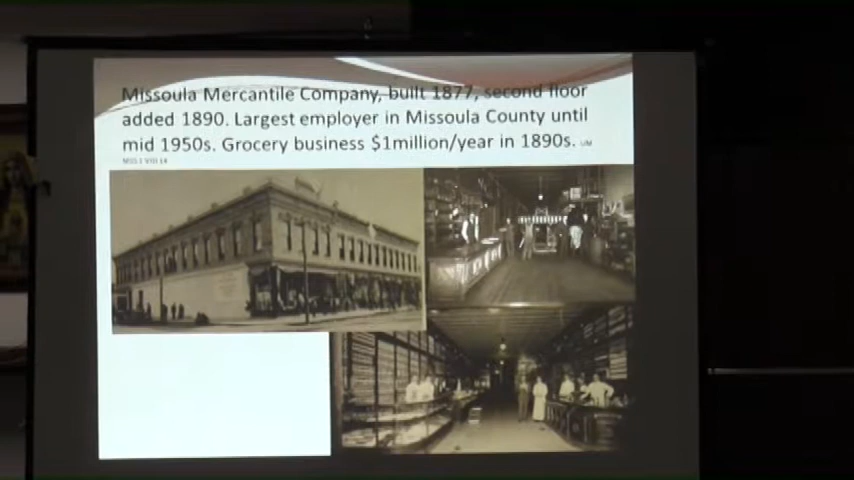 Missoula Mercantile Company, built 1877, second floor
added 1890. Largest employer in Missoula County until
mid 1950s. Grocery business $1million/year in 1890s. UM